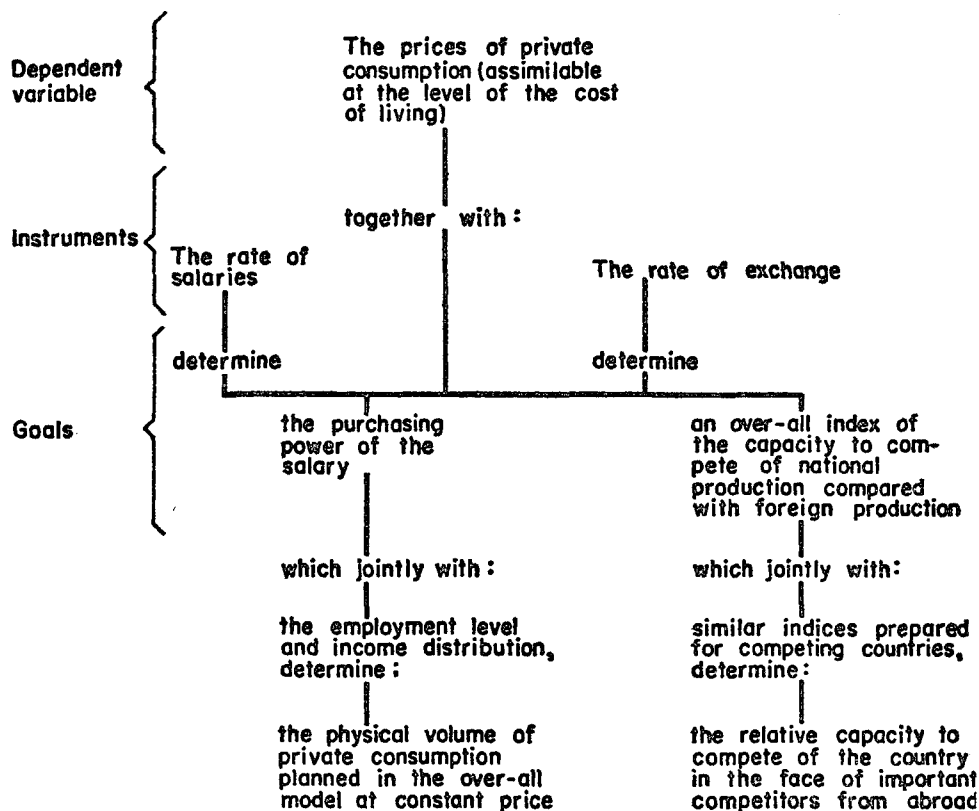 Dependent
variable
The prices of private
consumption (assimilable
at the level of the cost
of living)
Instruments
together with :
The rate of
salaries
The rate of exchange
determine
determine
Goals
the purchasing
power of the
salary
an over-all index of
the capacity to com-
pete of national
production compared
with foreign production
which jointly with :
which jointly with :
the employment level
and income distribution,
determine :
similar indices prepared
for competing countries,
determine :
the physical volume of
private consumption
planned in the over-all
model at constant price
the relative capacity to
compete of the country
in the face of important
competitors from abroad